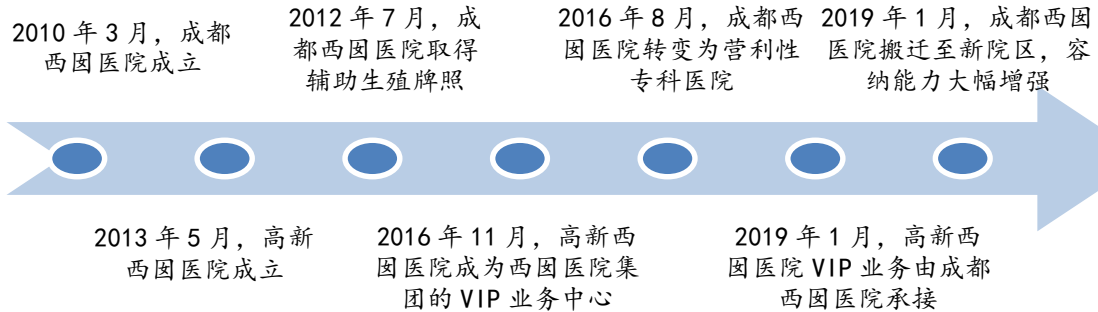 2010 年 3 月，成都
西囡医院成立
2012 年 7 月，成
都西囡医院取得
辅助生殖牌照
2016 年 8 月，成都西
囡医院转变为营利性
专科医院
2019 年 1 月，成都西囡
医院搬迁至新院区，容
纳能力大幅增强
2013 年 5 月，高新
西囡医院成立
2016 年 11 月，高新西
囡医院成为西囡医院集
团的 VIP 业务中心
2019 年 1 月，高新西
囡医院 VIP 业务由成都
西囡医院承接